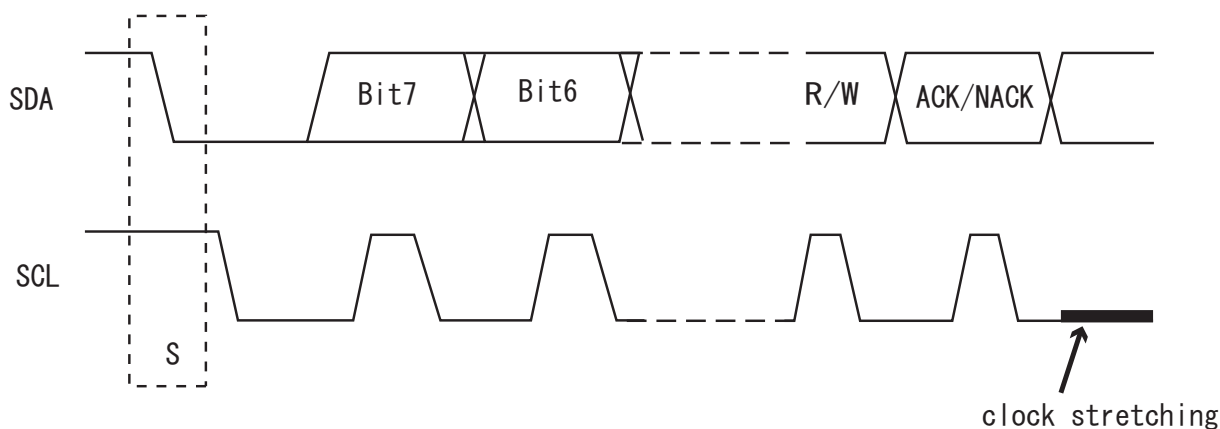 SDA
Bit7
Bit6
R/W
ACK/NACK
SCL
S
clock stretching